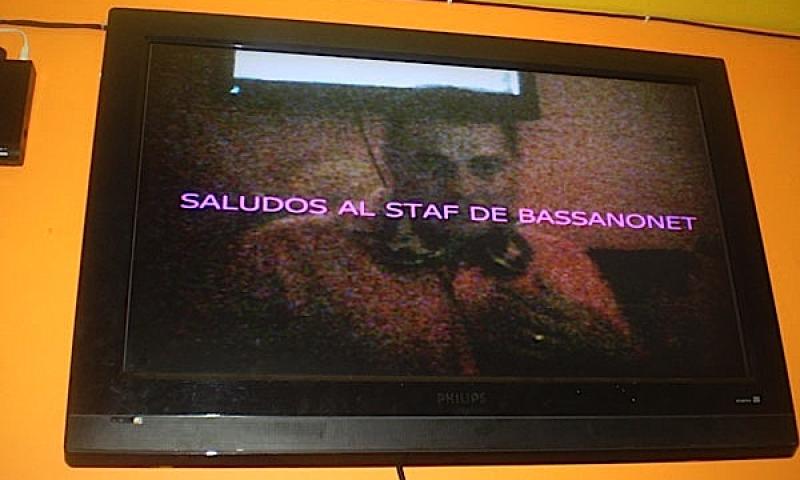 SALUDOS AL STAF DE BASSANONET
PHILIPS